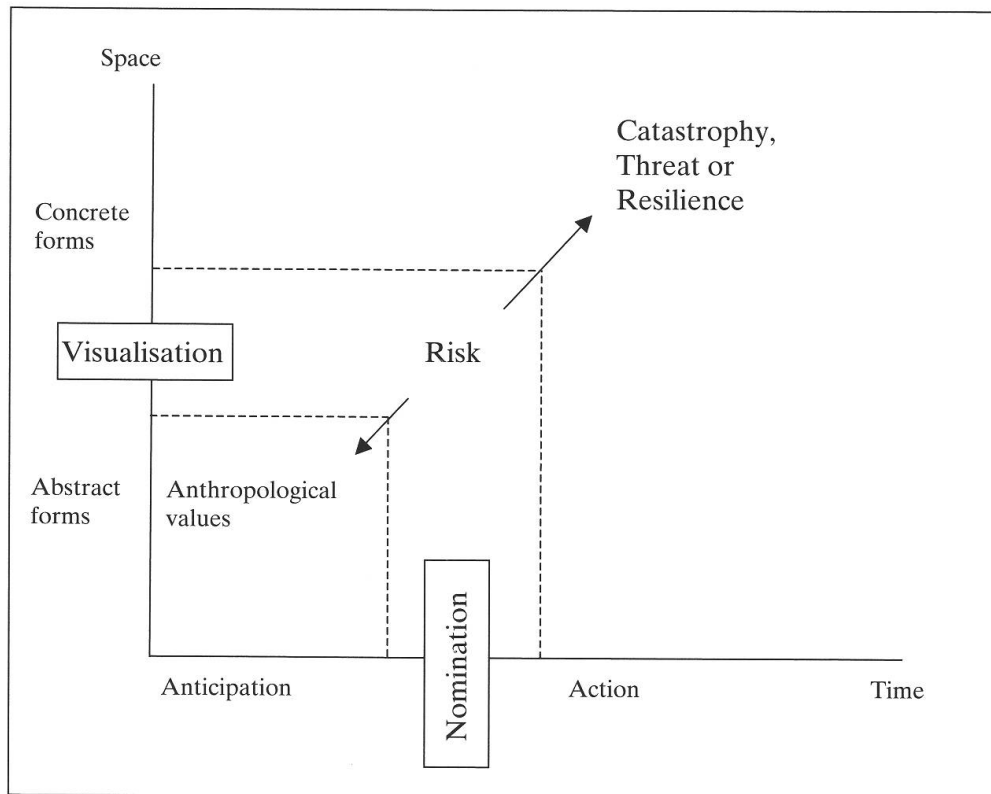 Space
Catastrophy,
Threat or
Resilience
Concrete
forms
Visualisation
Risk
Abstract
forms
Anthropological
values
Nomination
Anticipation
Action
Time